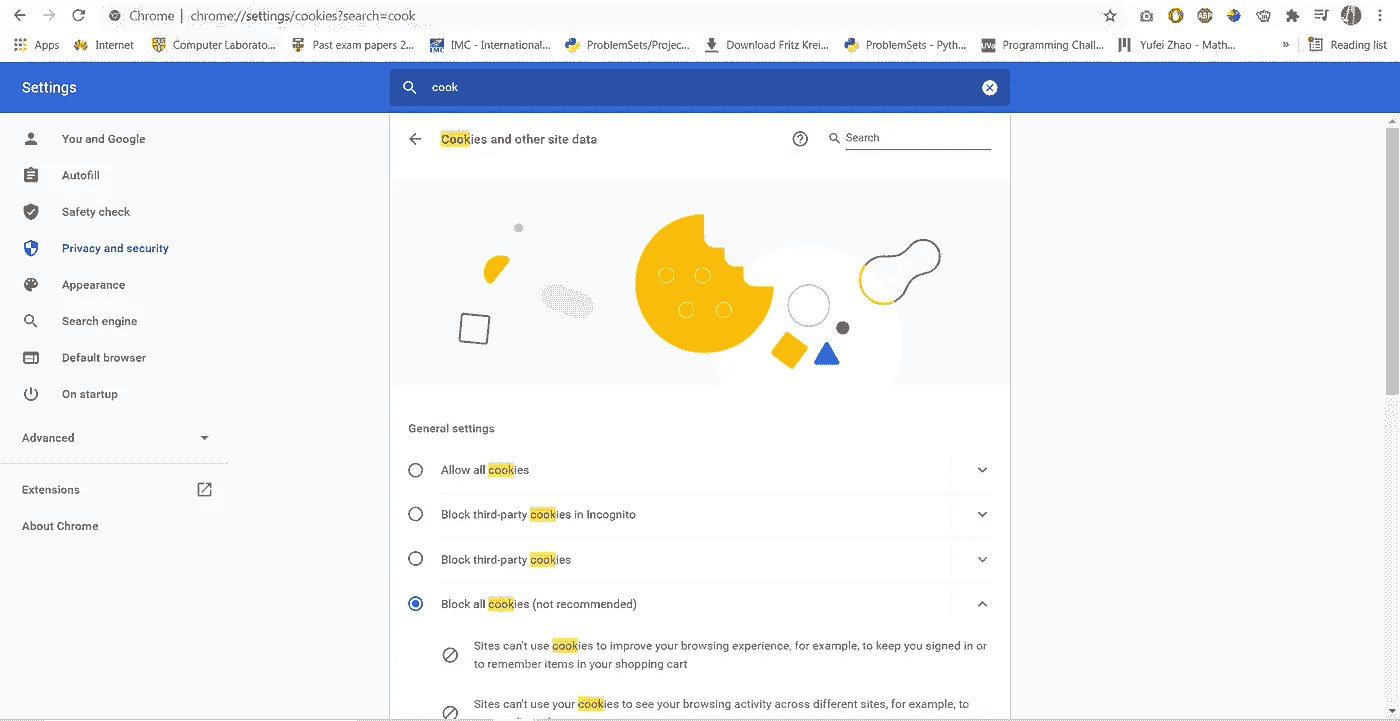 Chrome | chrome://settings/cookies?search=cook
ABP
Apps Internet Computer Laborato... Past exam papers 2... IMC IMC - International... ProblemSets/Projec... Download Fritz Krei... ProblemSets - Pyth... UVa Programming Chall... Yufei Zhao - Math... » Reading list
Settings
cook
You and Google
Autofill
Safety check
Privacy and security
Appearance
Search engine
Default browser
On startup
Advanced
Extensions
About Chrome
Cookies and other site data
? Search
General settings
Allow all cookies
Block third-party cookies in Incognito
Block third-party cookies
Block all cookies (not recommended)
Sites can't use cookies to improve your browsing experience, for example, to keep you signed in or
to remember items in your shopping cart
Sites can't use your cookies to see your browsing activity across different sites, for example, to